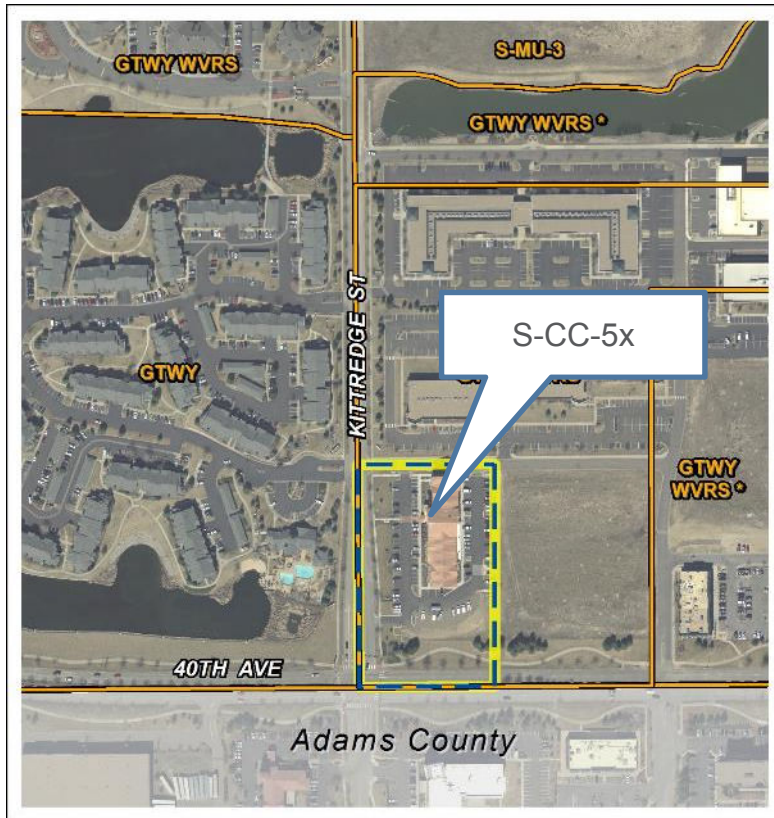 GTWY WVRS
S-MU-3
GTWY WVRS *
KITTREDGE ST
S-CC-5x
GTWY
GTWY
WVRS *
40TH AVE
Adams County